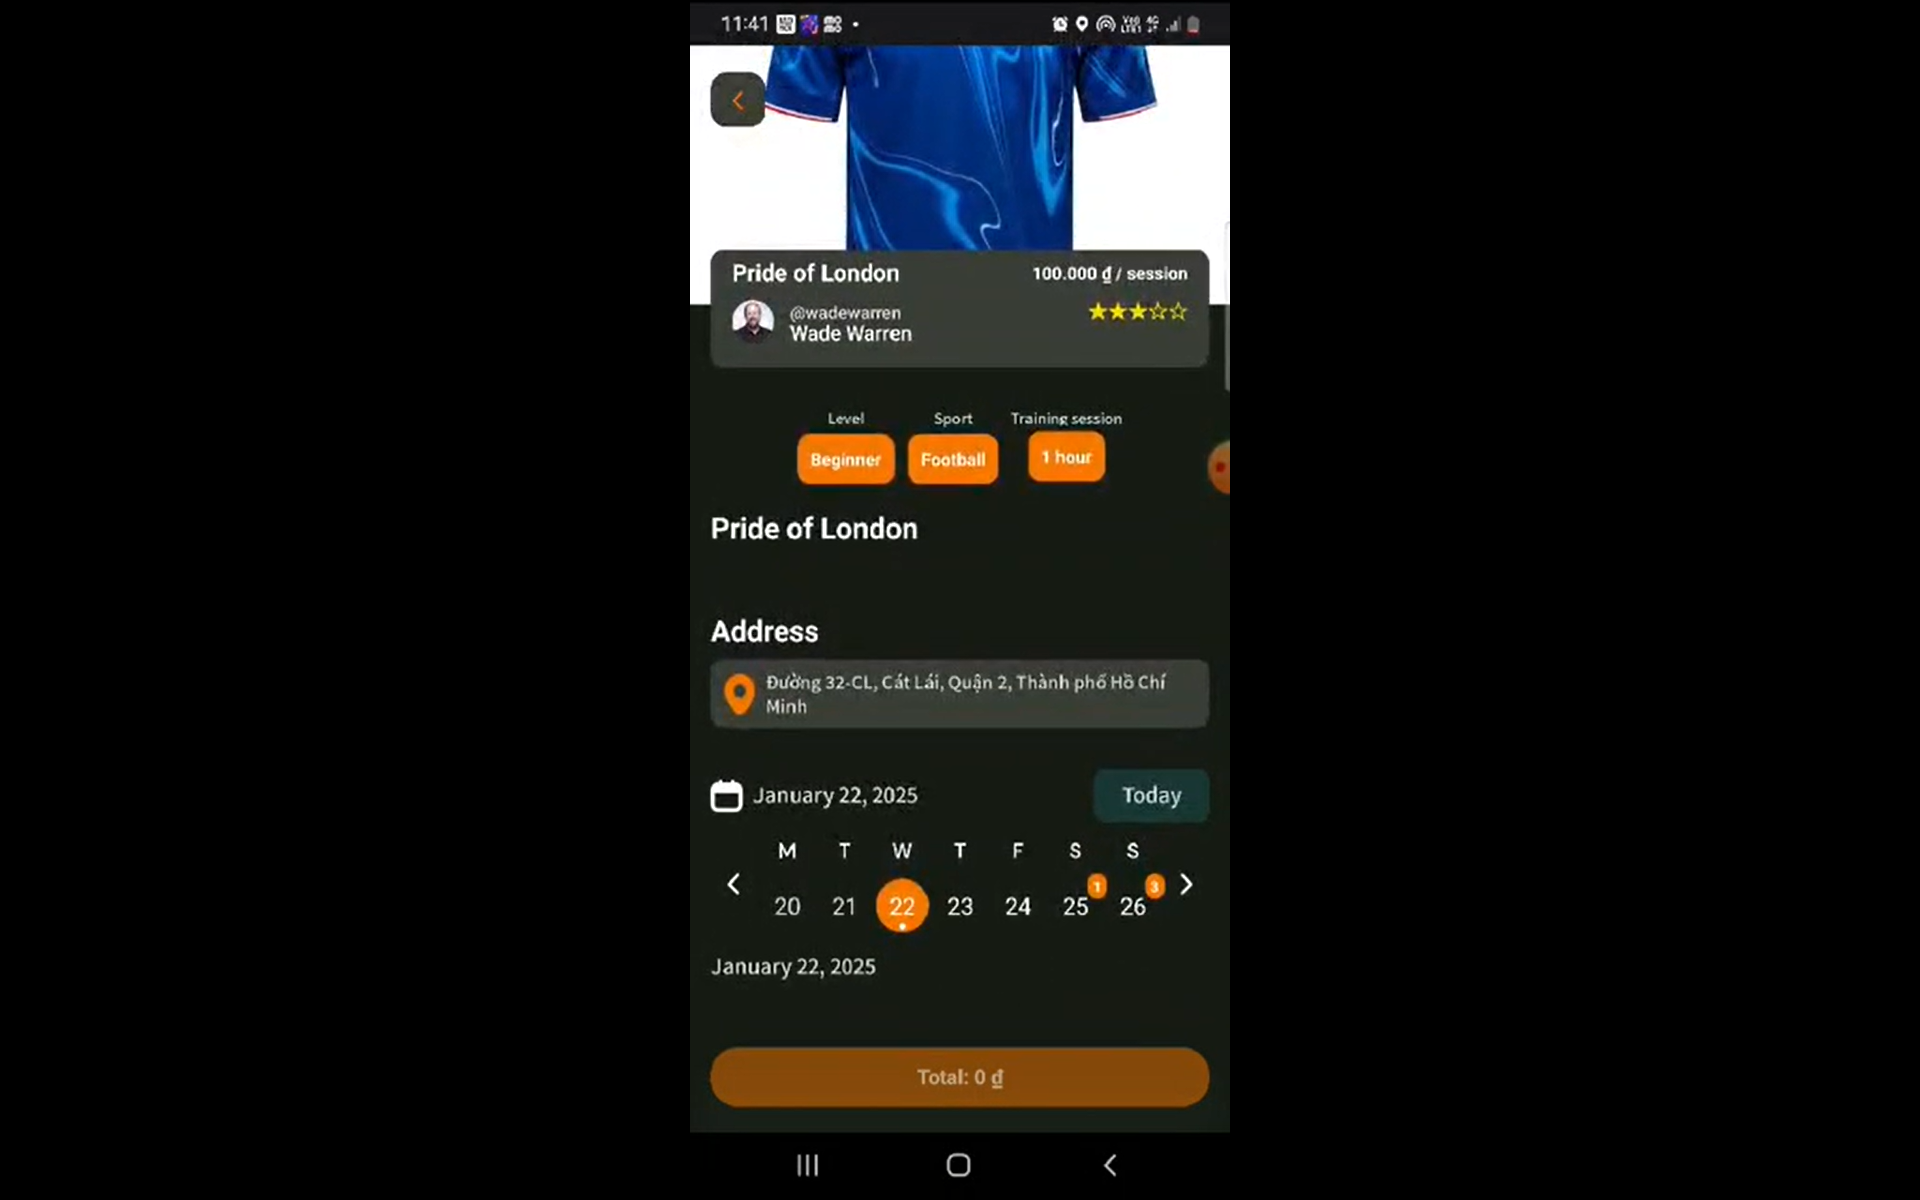 11:41
Pride of London
100.000 ₫ / session
@wadewarren
Wade Warren
Level
Sport
Training session
Beginner
Football
1 hour
Pride of London
Address
Đường 32-CL, Cát Lái, Quận 2, Thành phố Hồ Chí
Minh
January 22, 2025
Today
M T W T F S S
1 3
20 21 22 23 24 25 26
January 22, 2025
Total: 0 ₫